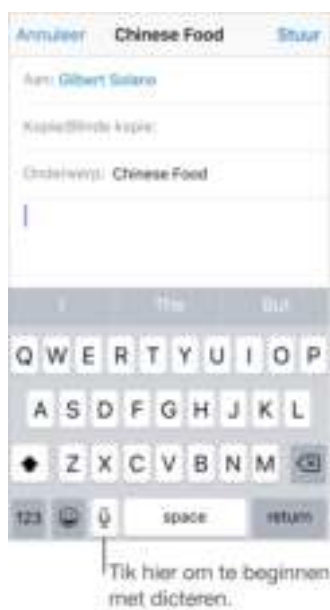 Annuleer Chinese Food Stuur
Aan: Gilbert Solano
Kopie/Blinde kopie:
Onderwerp: Chinese Food
I The But
Q W E R T Y U I O P
A S D F G H J K L
Z X C V B N M
123 space return
Tik hier om te beginnen
met dicteren.